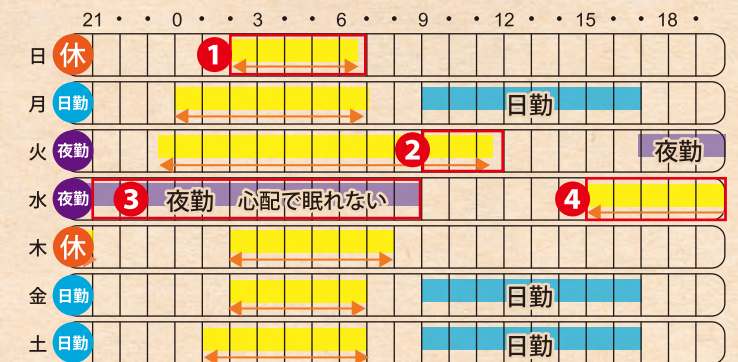 21 0 3 6 9 12 15 18
日 休 1
月 日勤 日勤
火 夜勤 2 夜勤
水 夜勤 3 夜勤 心配で眠れない 4
木 休
金 日勤 日勤
土 日勤 日勤